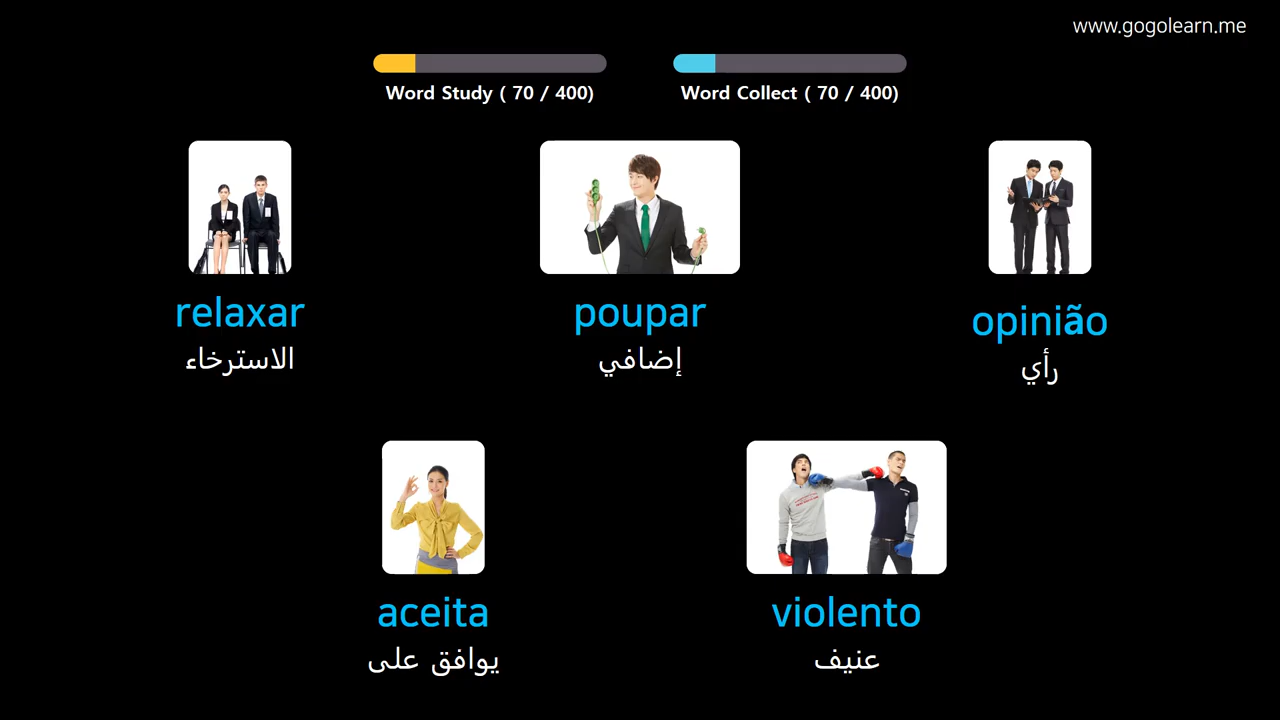 www.gogolearn.me
Word Study ( 70 / 400)
Word Collect ( 70 / 400)
relaxar
الاسترخاء
poupar
إضافي
opinião
رأي
aceita
يوافق على
violento
عنيف